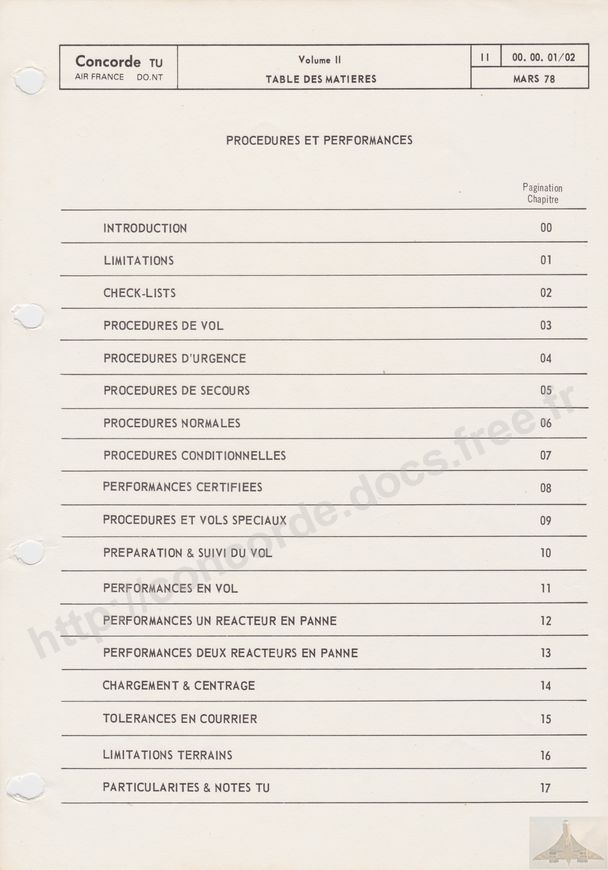 Concorde TU
AIR FRANCE DO.NT
Volume II
TABLE DES MATIERES
II 00. 00. 01/02
MARS 78
PROCEDURES ET PERFORMANCES
Pagination
Chapitre
INTRODUCTION 00
LIMITATIONS 01
CHECK-LISTS 02
PROCEDURES DE VOL 03
PROCEDURES D'URGENCE 04
PROCEDURES DE SECOURS 05
PROCEDURES NORMALES 06
PROCEDURES CONDITIONNELLES 07
PERFORMANCES CERTIFIEES 08
PROCEDURES ET VOLS SPECIAUX 09
PREPARATION & SUIVI DU VOL 10
PERFORMANCES EN VOL 11
PERFORMANCES UN REACTEUR EN PANNE 12
PERFORMANCES DEUX REACTEURS EN PANNE 13
CHARGEMENT & CENTRAGE 14
TOLERANCES EN COURRIER 15
LIMITATIONS TERRAINS 16
PARTICULARITES & NOTES TU 17
http://concorde.docs.free.fr